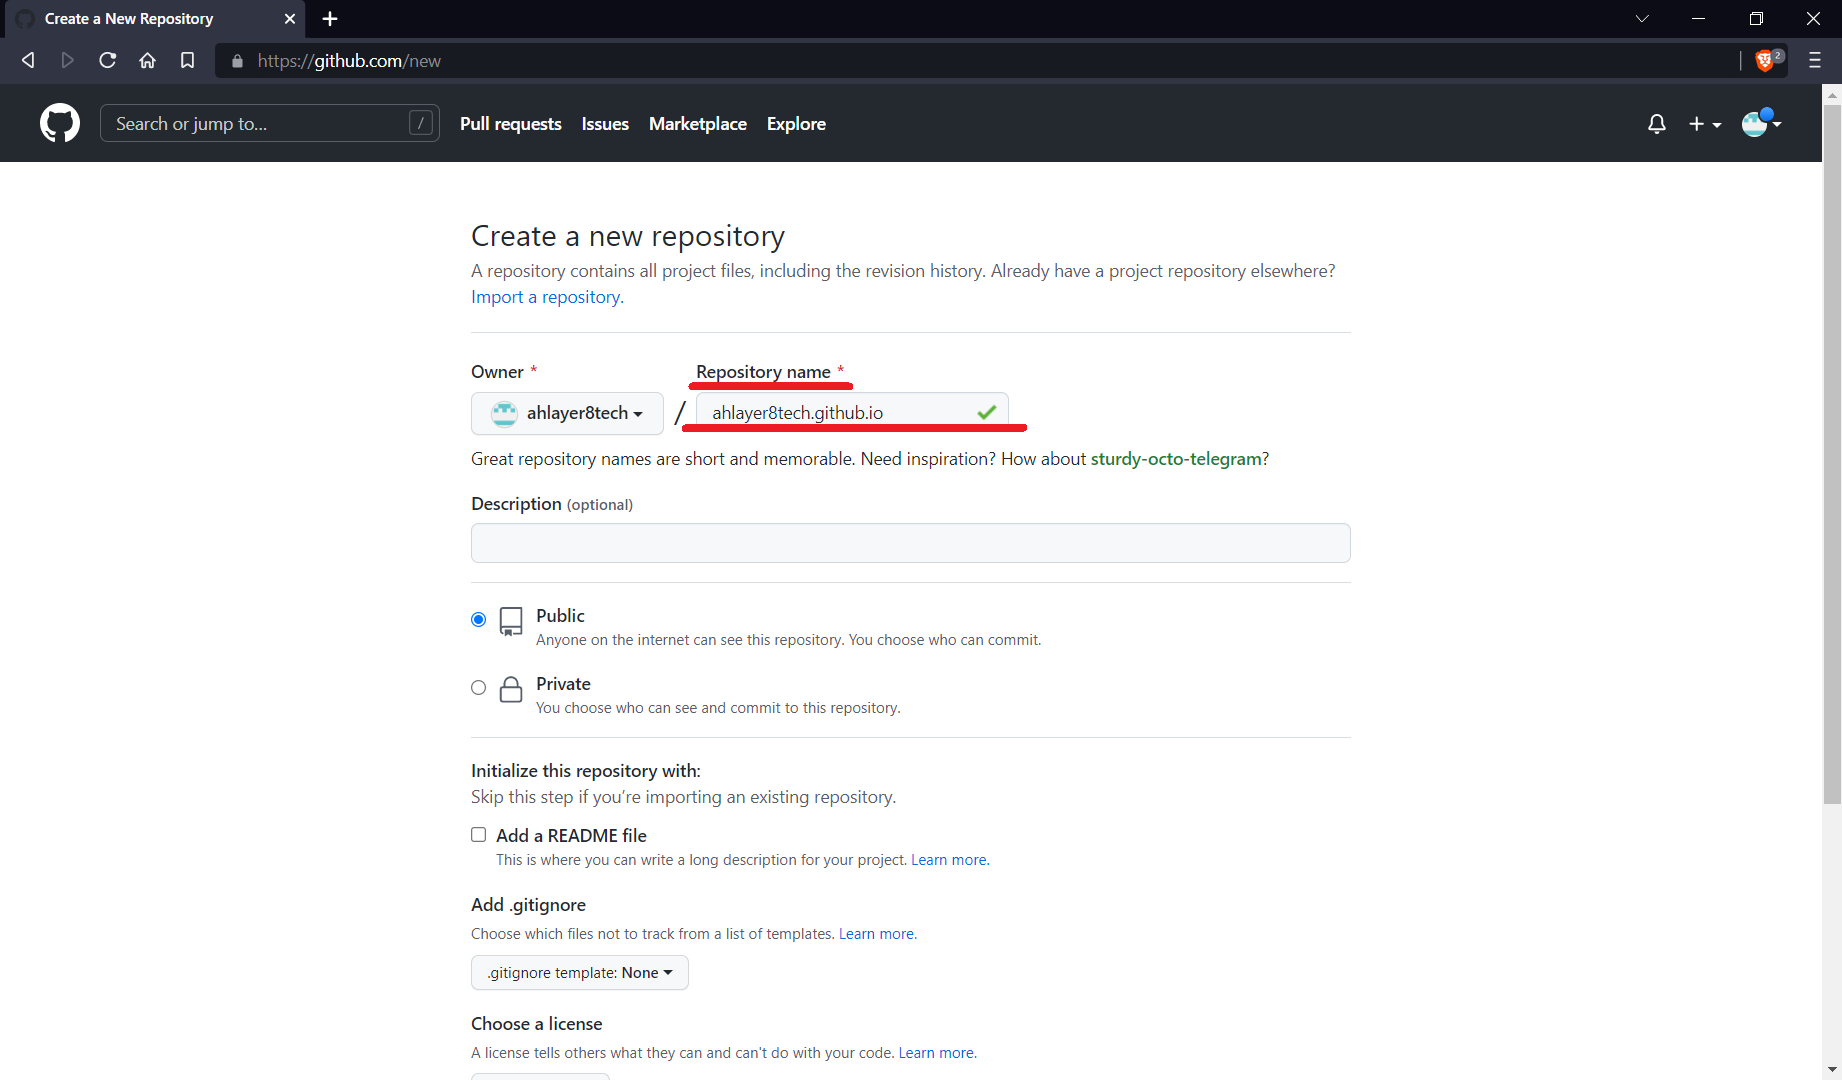 Create a New Repository
https://github.com/new
2
Search or jump to... /
Pull requests Issues Marketplace Explore
Create a new repository
A repository contains all project files, including the revision history. Already have a project repository elsewhere?
Import a repository.
Owner * Repository name *
ahlayer8tech / ahlayer8tech.github.io
Great repository names are short and memorable. Need inspiration? How about sturdy-octo-telegram?
Description (optional)
Public
Anyone on the internet can see this repository. You choose who can commit.
Private
You choose who can see and commit to this repository.
Initialize this repository with:
Skip this step if you’re importing an existing repository.
Add a README file
This is where you can write a long description for your project. Learn more.
Add .gitignore
Choose which files not to track from a list of templates. Learn more.
.gitignore template: None
Choose a license
A license tells others what they can and can't do with your code. Learn more.